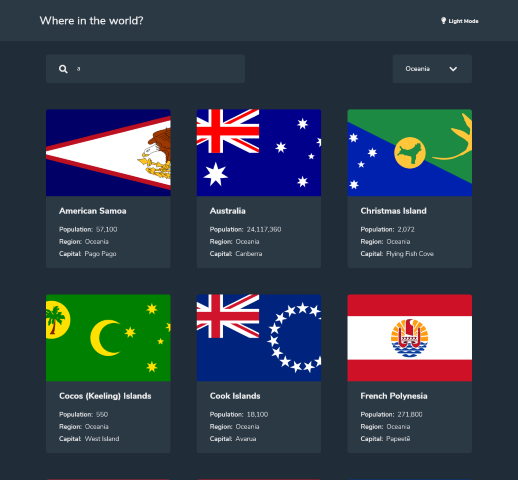 Where in the world?
Light Mode
a
Oceania
American Samoa
Population: 57,100
Region: Oceania
Capital: Pago Pago
Australia
Population: 24,117,360
Region: Oceania
Capital: Canberra
Christmas Island
Population: 2,072
Region: Oceania
Capital: Flying Fish Cove
Cocos (Keeling) Islands
Population: 550
Region: Oceania
Capital: West Island
Cook Islands
Population: 18,100
Region: Oceania
Capital: Avarua
French Polynesia
Population: 271,800
Region: Oceania
Capital: Papeetē